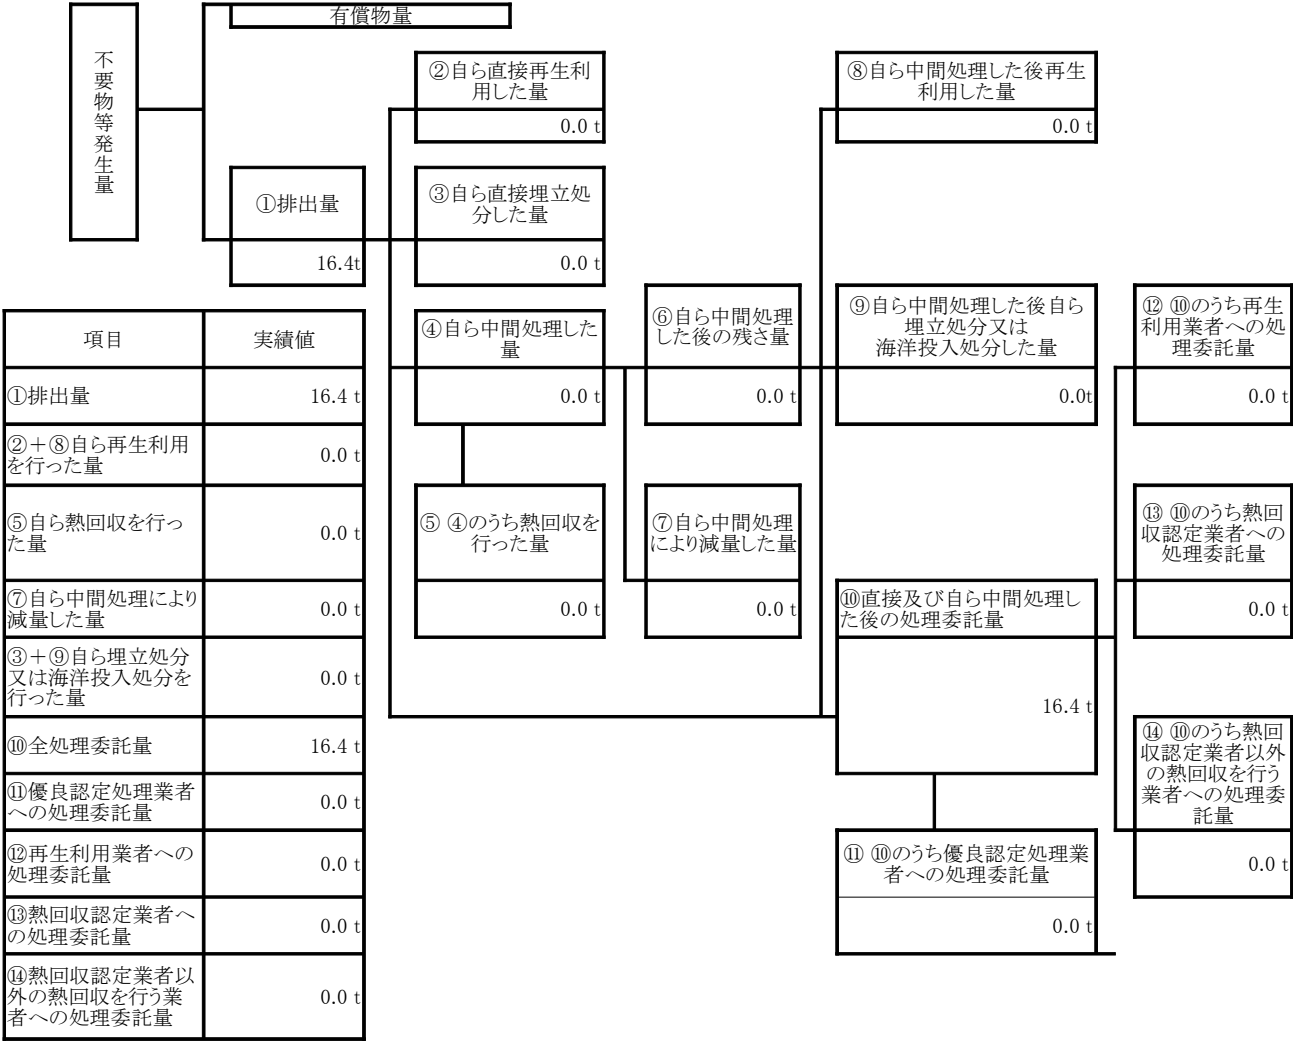 有償物量
不要物等発生量
②自ら直接再生利
用した量
0.0 t
⑧自ら中間処理した後再生
利用した量
0.0 t
①排出量
16.4t
③自ら直接埋立処
分した量
0.0 t
項目
実績値
①排出量
16.4 t
②＋⑧自ら再生利用
を行った量
0.0 t
⑤自ら熱回収を行っ
た量
0.0 t
⑦自ら中間処理により
減量した量
0.0 t
③＋⑨自ら埋立処分
又は海洋投入処分を
行った量
0.0 t
⑩全処理委託量
16.4 t
⑪優良認定処理業者
への処理委託量
0.0 t
⑫再生利用業者への
処理委託量
0.0 t
⑬熱回収認定業者へ
の処理委託量
0.0 t
⑭熱回収認定業者以
外の熱回収を行う業
者への処理委託量
0.0 t
④自ら中間処理した
量
0.0 t
⑥自ら中間処理
した後の残さ量
0.0 t
⑨自ら中間処理した後自ら
埋立処分又は
海洋投入処分した量
0.0t
⑫ ⑩のうち再生
利用業者への処
理委託量
0.0 t
⑤ ④のうち熱回収を
行った量
0.0 t
⑦自ら中間処理
により減量した量
0.0 t
⑬ ⑩のうち熱回
収認定業者への
処理委託量
0.0 t
⑩直接及び自ら中間処理し
た後の処理委託量
16.4 t
⑭ ⑩のうち熱回
収認定業者以外
の熱回収を行う
業者への処理委
託量
0.0 t
⑪ ⑩のうち優良認定処理業
者への処理委託量
0.0 t